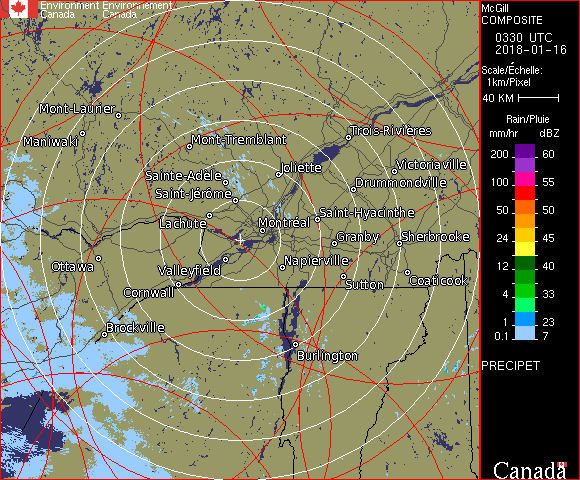 Environment Environnement
Canada Canada
McGill
COMPOSITE
0330 UTC
2018-01-16
Scale/Échelle:
1km/Pixel
40 KM
Rain/Pluie
mm/hr dBZ
200 60
100 55
50 50
24 45
12 40
4 33
1 23
0.1 7
PRECIPET
Canada
Mont-Laurier
Maniwaki
Mont-Tremblant
Trois-Rivières
Sainte-Adèle
Joliette
Victoriaville
Saint-Jérôme
Drummondville
Lachute
Montréal
Saint-Hyacinthe
Granby
Sherbrooke
Ottawa
Valleyfield
Napierville
Cornwall
Sutton
Coaticook
Brockville
Burlington